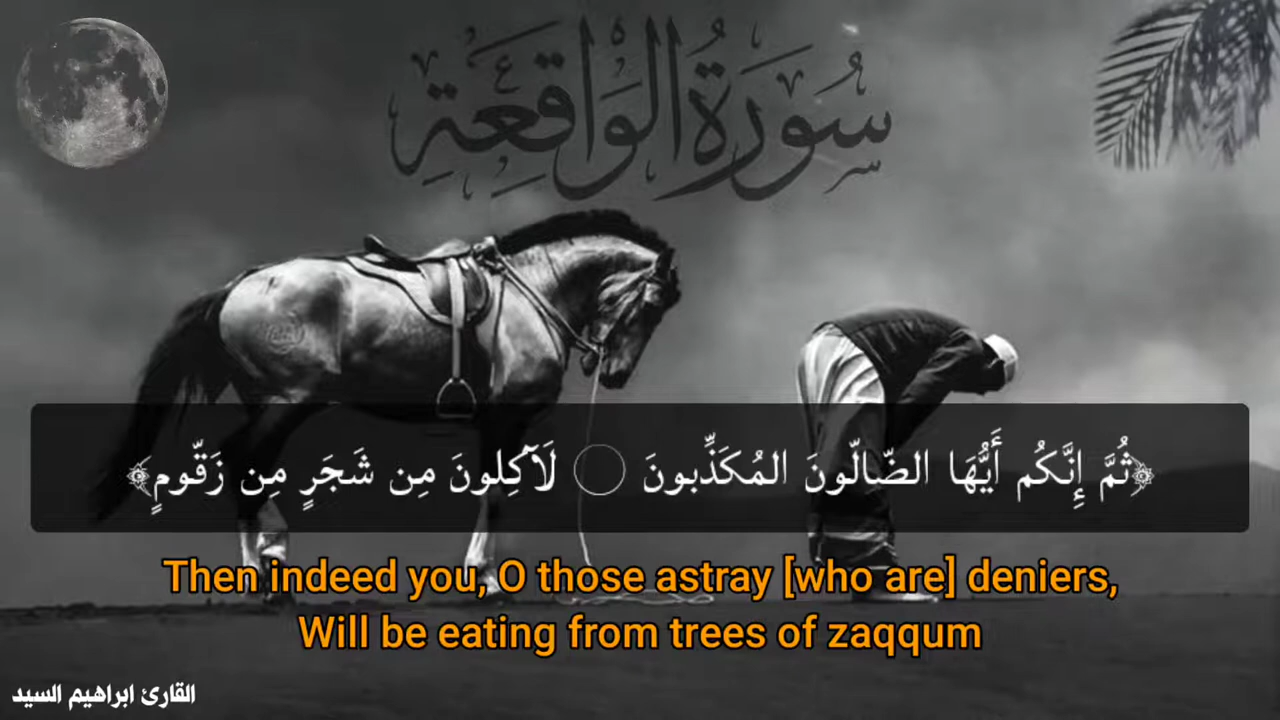 سُورَةُ الْوَاقِعَةِ
﴿ثُمَّ إِنَّكُم أَيُّهَا الضّالّونَ المُكَذِّبونَ ۝ لَآكِلونَ مِن شَجَرٍ مِن زَقّومٍ﴾
Then indeed you, O those astray [who are] deniers,
Will be eating from trees of zaqqum
القارئ ابراهيم السيد